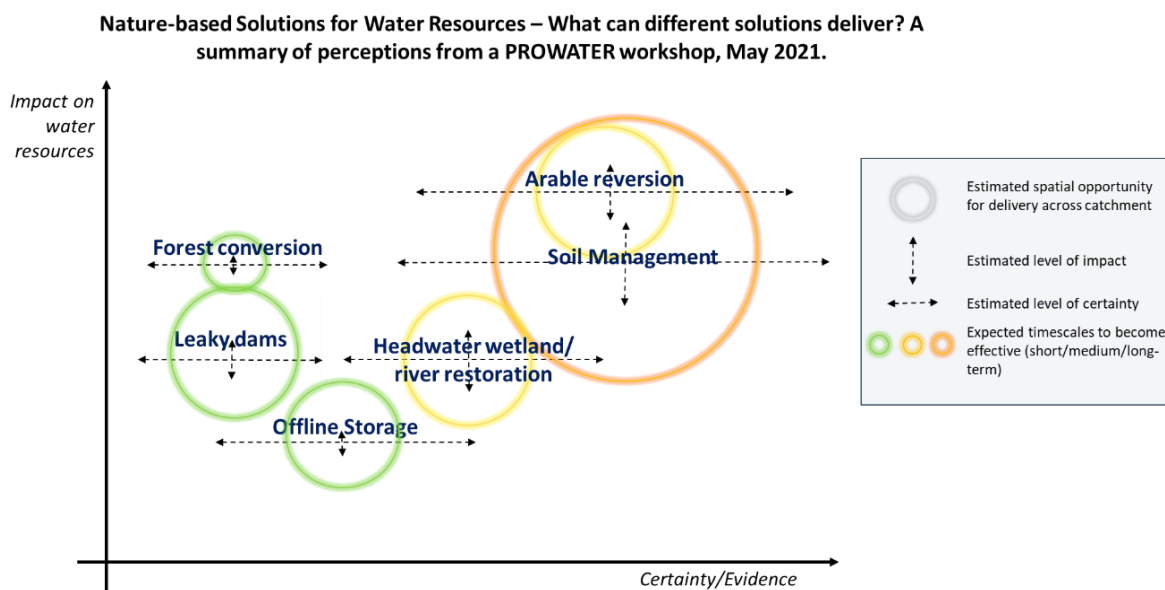 Nature-based Solutions for Water Resources – What can different solutions deliver? A
summary of perceptions from a PROWATER workshop, May 2021.
Impact on
water
resources
Arable reversion
Forest conversion
Soil Management
Leaky dams
Headwater wetland/
river restoration
Offline Storage
Certainty/Evidence
Estimated spatial opportunity
for delivery across catchment
Estimated level of impact
Estimated level of certainty
Expected timescales to become
effective (short/medium/long-
term)